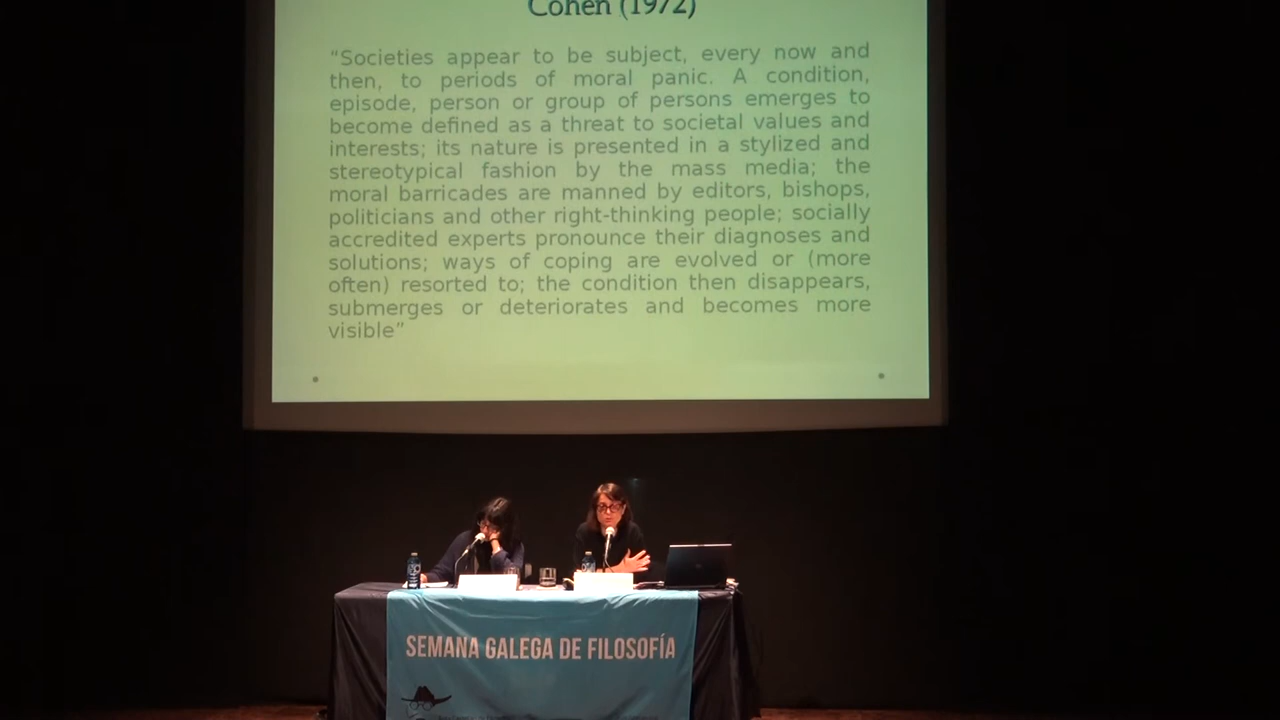 Cohen (1972)
“Societies appear to be subject, every now and
then, to periods of moral panic. A condition,
episode, person or group of persons emerges to
become defined as a threat to societal values and
interests; its nature is presented in a stylized and
stereotypical fashion by the mass media; the
moral barricades are manned by editors, bishops,
politicians and other right-thinking people; socially
accredited experts pronounce their diagnoses and
solutions; ways of coping are evolved or (more
often) resorted to; the condition then disappears,
submerges or deteriorates and becomes more
visible”
SEMANA GALEGA DE FILOSOFÍA